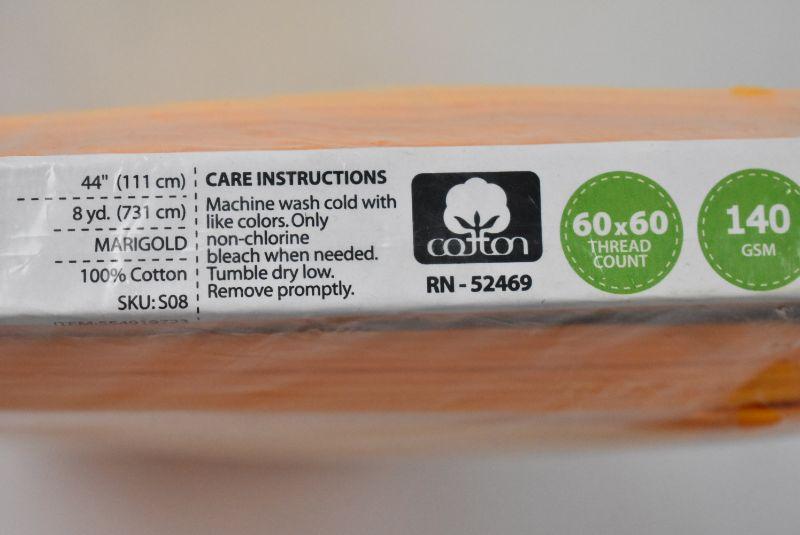 44" (111 cm)
8 yd. (731 cm)
MARIGOLD
100% Cotton
SKU: S08
CARE INSTRUCTIONS
Machine wash cold with
like colors. Only
non-chlorine
bleach when needed.
Tumble dry low.
Remove promptly.
cotton
RN - 52469
60x60
THREAD
COUNT
140
GSM